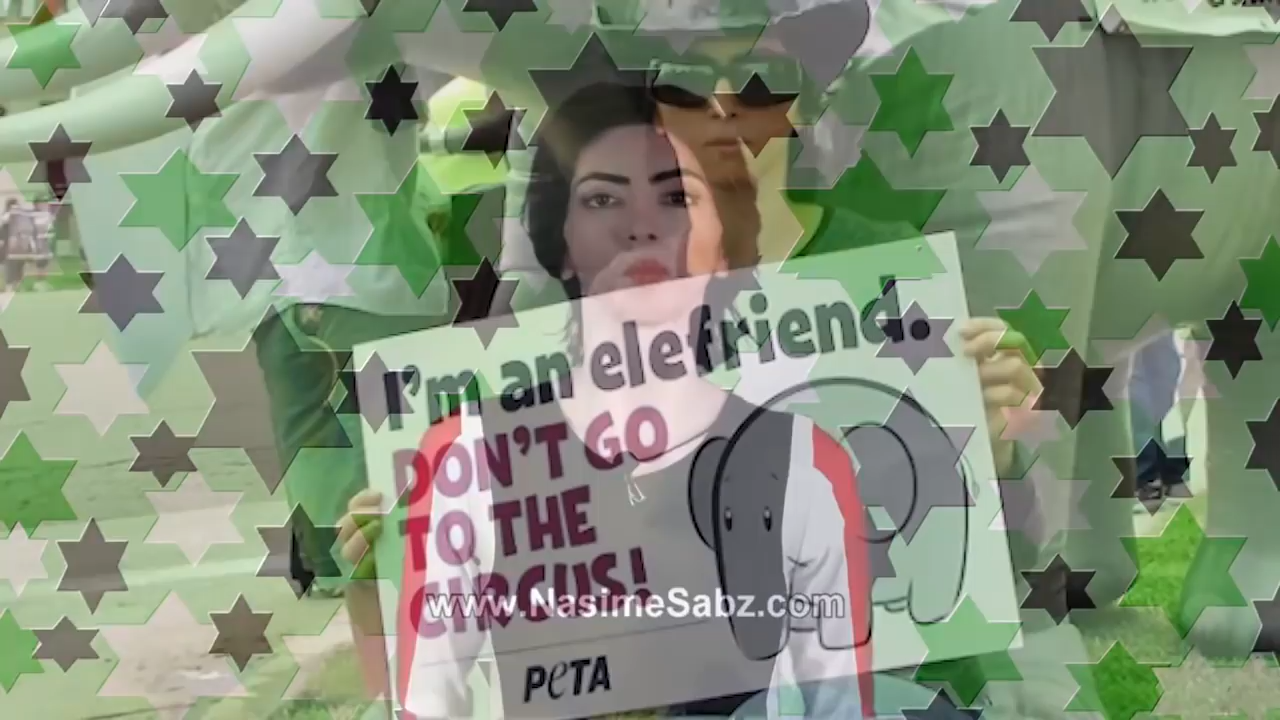 I'm an elefriend.
DON'T GO
TO THE
CIRCUS!
www.NasimeSabz.com
PeTA